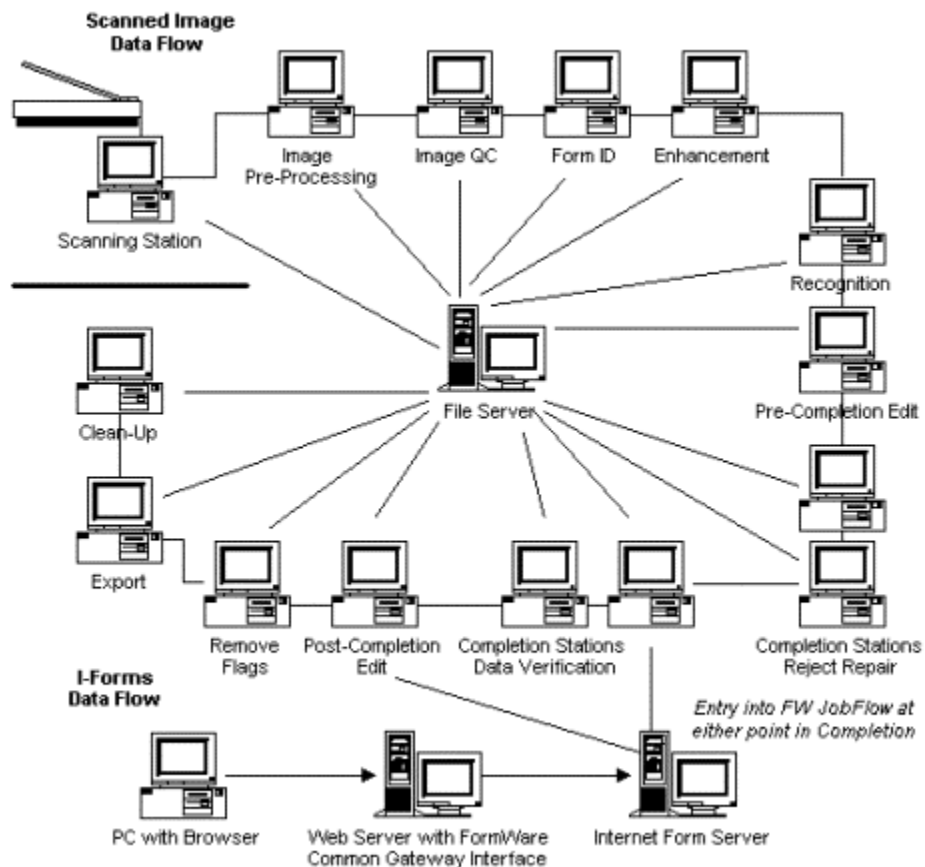 Scanned Image
Data Flow
Image
Pre-Processing
Image QC
Form ID
Enhancement
Scanning Station
Recognition
File Server
Pre-Completion Edit
Clean-Up
Export
Remove
Flags
Post-Completion
Edit
Completion Stations
Data Verification
Completion Stations
Reject Repair
I-Forms
Data Flow
Entry into FW JobFlow at
either point in Completion
PC with Browser
Web Server with FormWare
Common Gateway Interface
Internet Form Server